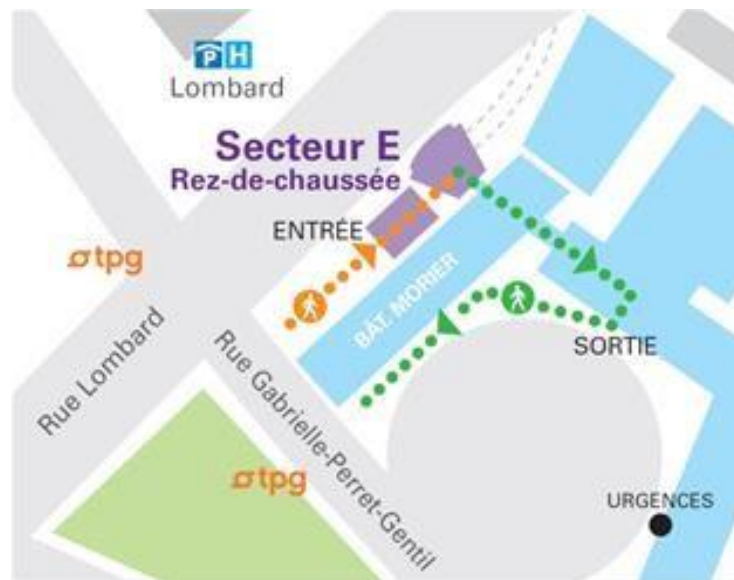 P H
Lombard
Secteur E
Rez-de-chaussée
ENTRÉE
tpg
BÂT. MORIER
SORTIE
Rue Lombard
Rue Gabrielle-Perret-Gentil
tpg
URGENCES